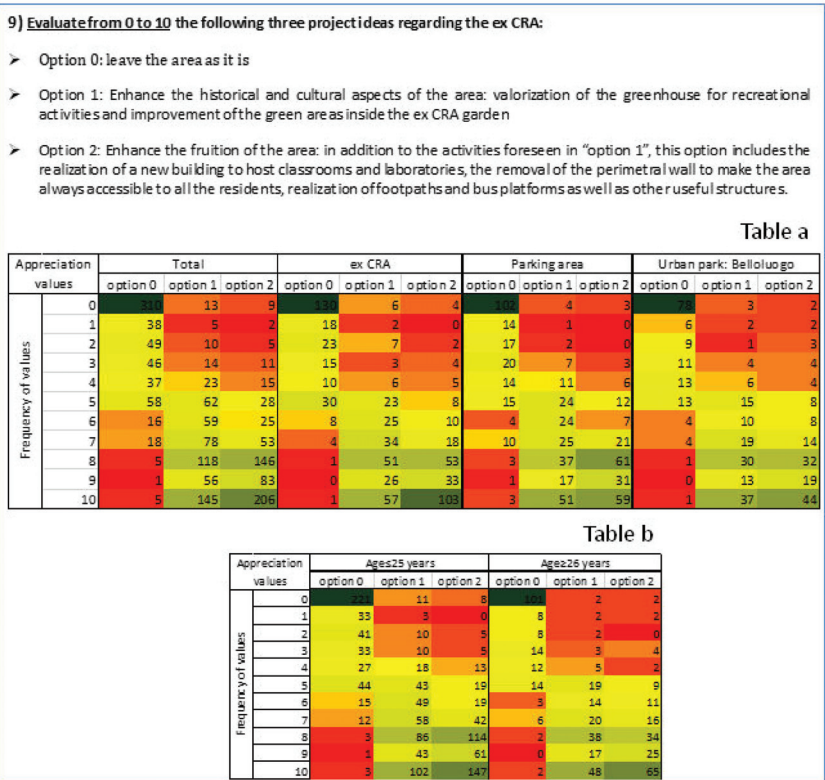 9) Evaluate from 0 to 10 the following three project ideas regarding the ex CRA:
➢ Option 0: leave the area as it is
➢ Option 1: Enhance the historical and cultural aspects of the area: valorization of the greenhouse for recreational
activities and improvement of the green areas inside the ex CRA garden
➢ Option 2: Enhance the fruition of the area: in addition to the activities foreseen in “option 1”, this option includes the
realization of a new building to host classrooms and laboratories, the removal of the perimetral wall to make the area
always accessible to all the residents, realization of footpaths and bus platforms as well as other useful structures.
Table a
Appreciation Total ex CRA Parking area Urban park: Belloluogo
values option 0 option 1 option 2 option 0 option 1 option 2 option 0 option 1 option 2 option 0 option 1 option 2
Frequency of values
0 310 13 9 130 6 4 102 4 3 78 3 2
1 38 5 2 18 2 0 14 1 0 6 2 2
2 49 10 5 23 7 2 17 2 0 9 1 3
3 46 14 11 15 3 4 20 7 3 11 4 4
4 37 23 15 10 6 5 14 11 6 13 6 4
5 58 62 28 30 23 8 15 24 12 13 15 8
6 16 59 25 8 25 10 4 24 7 4 10 8
7 18 78 53 4 34 18 10 25 21 4 19 14
8 5 118 146 1 51 53 3 37 61 1 30 32
9 1 56 83 0 26 33 1 17 31 0 13 19
10 5 145 206 1 57 103 3 51 59 1 37 44
Table b
Appreciation Age≤25 years Age≥26 years
values option 0 option 1 option 2 option 0 option 1 option 2
Frequency of values
0 221 11 8 101 2 2
1 33 3 0 8 2 2
2 41 10 5 8 2 0
3 33 10 5 14 3 4
4 27 18 13 12 5 2
5 44 43 19 14 19 9
6 15 49 19 3 14 11
7 12 58 42 6 20 16
8 3 86 114 2 38 34
9 1 43 61 0 17 25
10 3 102 147 2 48 65